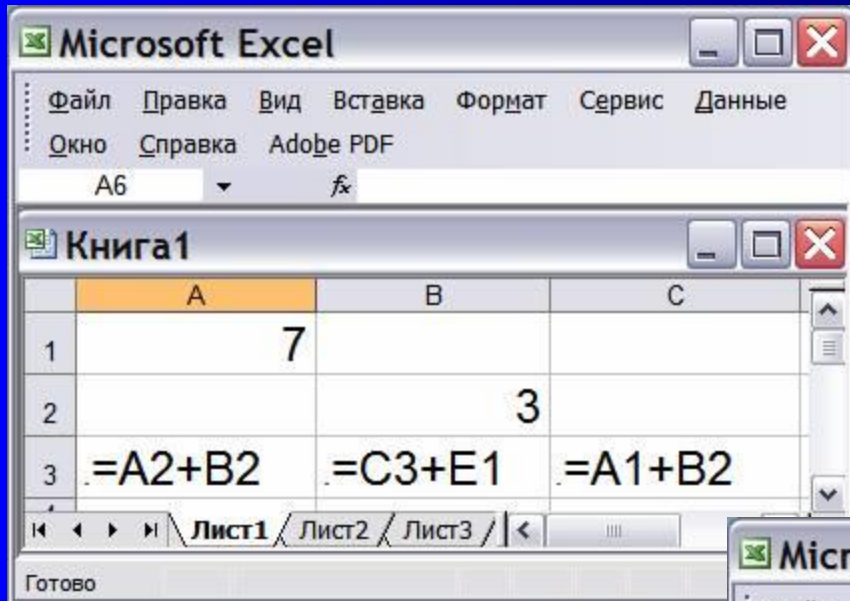 Microsoft Excel
Файл Правка Вид Вставка Формат Сервис Данные
Окно Справка Adobe PDF
A6 fx
Книга1
A B C
1 7
2 3
3 .=A2+B2 .=C3+E1 .=A1+B2
Лист1 Лист2 Лист3
Готово